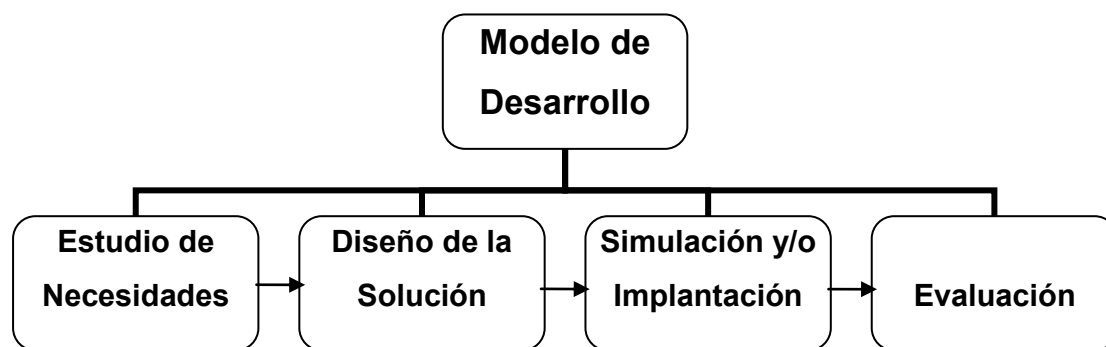 Modelo de
Desarrollo
Estudio de
Necesidades
Diseño de la
Solución
Simulación y/o
Implantación
Evaluación